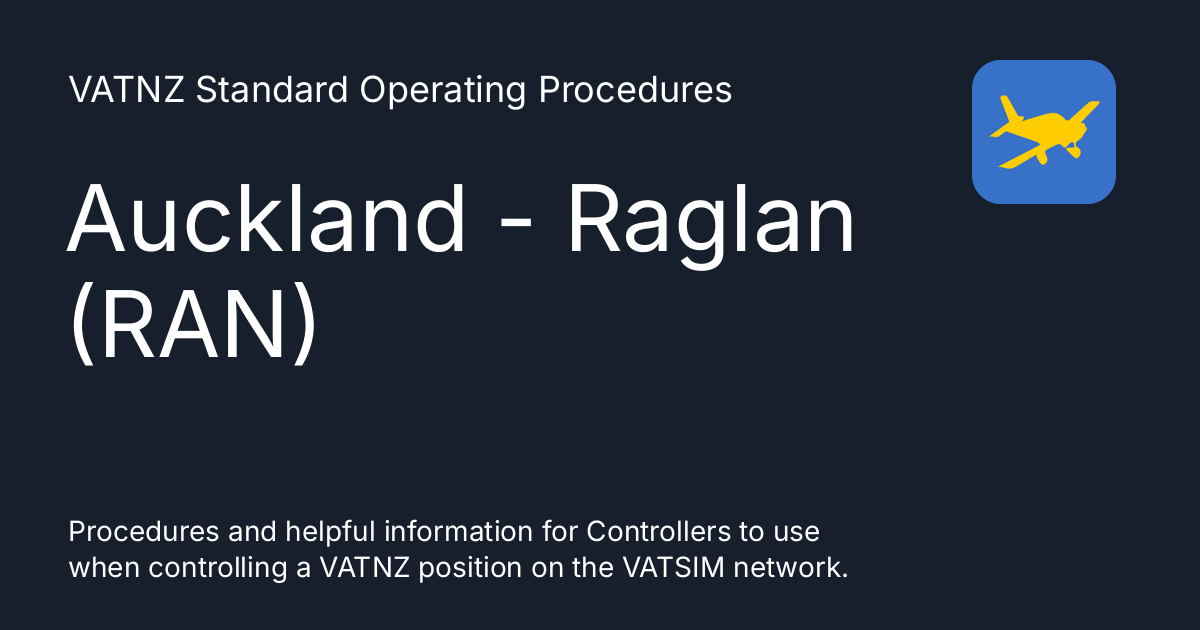 VATNZ Standard Operating Procedures
Auckland - Raglan
(RAN)
Procedures and helpful information for Controllers to use
when controlling a VATNZ position on the VATSIM network.